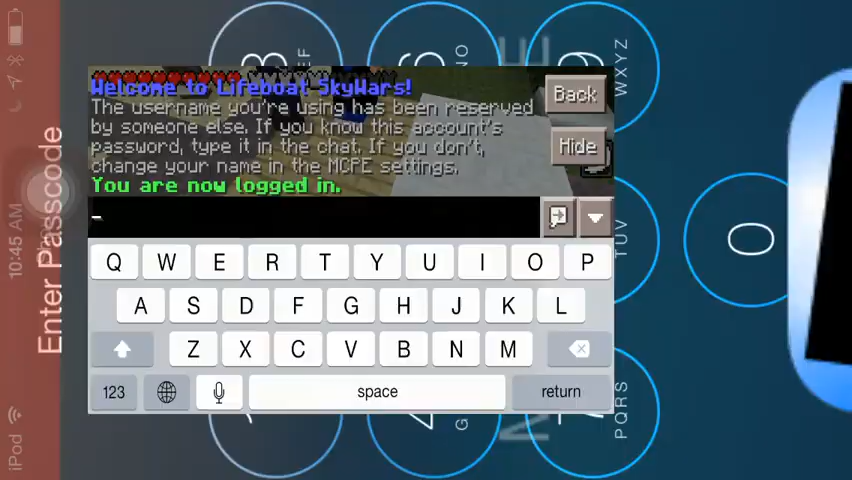 Welcome to Lifeboat SkyWars!
The username you're using has been reserved
by someone else. If you know this account's
password, type it in the chat. If you don't,
change your name in the MCPE settings.
You are now logged in.
Back
Hide
Q W E R T Y U I O P
A S D F G H J K L
Z X C V B N M
123 space return
iPod 10:45 AM
Enter Passcode
WXYZ
TUV
PQRS
0